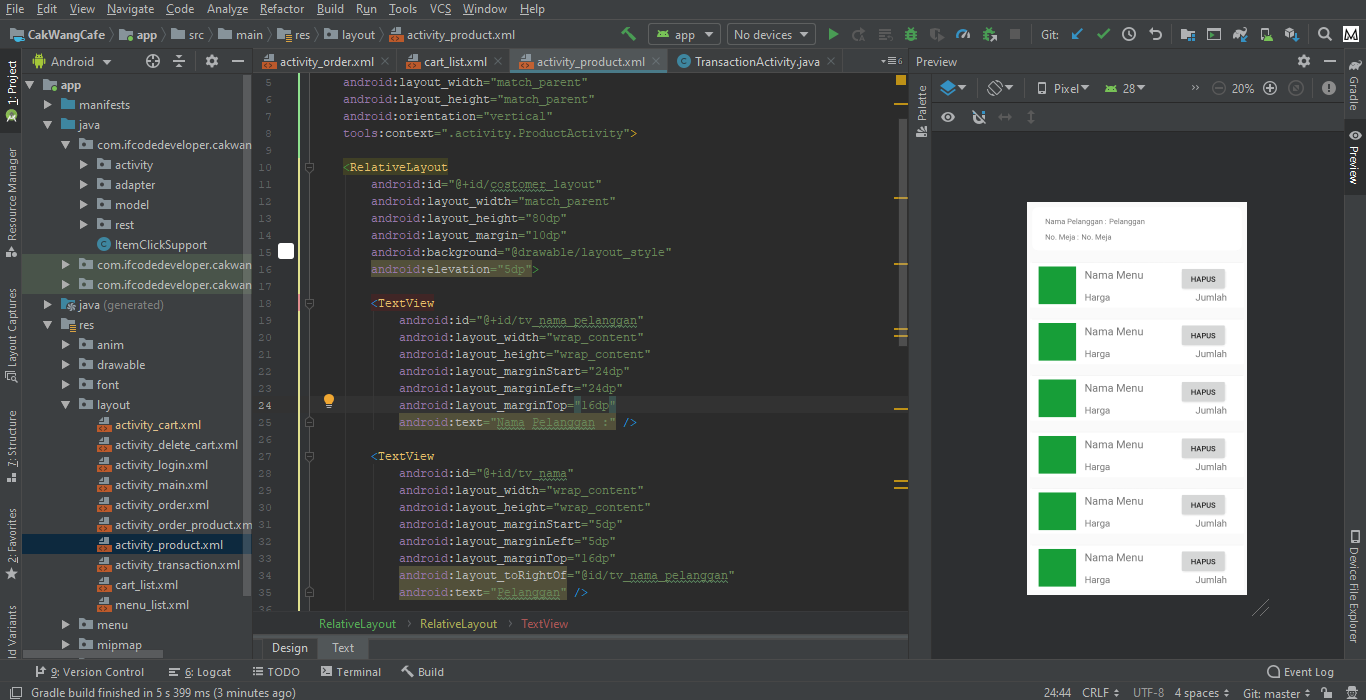 File Edit View Navigate Code Analyze Refactor Build Run Tools VCS Window Help
CakWangCafe app src main res layout activity_product.xml app No devices Git:
Android activity_order.xml cart_list.xml activity_product.xml TransactionActivity.java 6 Preview
1: Project
Resource Manager
Layout Captures
7: Structure
2: Favorites
ld Variants
app
manifests
java
com.ifcodedeveloper.cakwan
activity
adapter
model
rest
ItemClickSupport
com.ifcodedeveloper.cakwan
com.ifcodedeveloper.cakwan
java (generated)
res
anim
drawable
font
layout
activity_cart.xml
activity_delete_cart.xml
activity_login.xml
activity_main.xml
activity_order.xml
activity_order_product.xm
activity_product.xml
activity_transaction.xml
cart_list.xml
menu_list.xml
menu
mipmap
5 android:layout_width="match_parent"
6 android:layout_height="match_parent"
7 android:orientation="vertical"
8 tools:context=".activity.ProductActivity">
9
10 <RelativeLayout
11 android:id="@+id/costomer_layout"
12 android:layout_width="match_parent"
13 android:layout_height="80dp"
14 android:layout_margin="10dp"
15 android:background="@drawable/layout_style"
16 android:elevation="5dp">
17
18 <TextView
19 android:id="@+id/tv_nama_pelanggan"
20 android:layout_width="wrap_content"
21 android:layout_height="wrap_content"
22 android:layout_marginStart="24dp"
23 android:layout_marginLeft="24dp"
24 android:layout_marginTop="16dp"
25 android:text="Nama Pelanggan :" />
26
27 <TextView
28 android:id="@+id/tv_nama"
29 android:layout_width="wrap_content"
30 android:layout_height="wrap_content"
31 android:layout_marginStart="5dp"
32 android:layout_marginLeft="5dp"
33 android:layout_marginTop="16dp"
34 android:layout_toRightOf="@id/tv_nama_pelanggan"
35 android:text="Pelanggan" />
36
RelativeLayout RelativeLayout TextView
Design Text
Palette
Pixel 28 20%
Nama Pelanggan : Pelanggan
No. Meja : No. Meja
Nama Menu HAPUS
Harga Jumlah
Nama Menu HAPUS
Harga Jumlah
Nama Menu HAPUS
Harga Jumlah
Nama Menu HAPUS
Harga Jumlah
Nama Menu HAPUS
Harga Jumlah
Nama Menu HAPUS
Harga Jumlah
Gradle
Preview
Device File Explorer
9: Version Control 6: Logcat TODO Terminal Build Event Log
Gradle build finished in 5 s 399 ms (3 minutes ago) 24:44 CRLF UTF-8 4 spaces Git: master